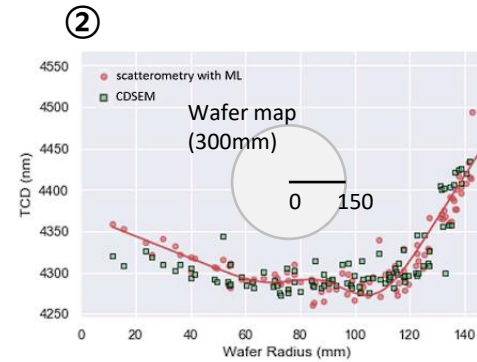 ②
4550
4500
4450
4400
4350
4300
4250
TCD (nm)
scatterometry with ML
CDSEM
Wafer map
(300mm)
0 150
0 20 40 60 80 100 120 140
Wafer Radius (mm)